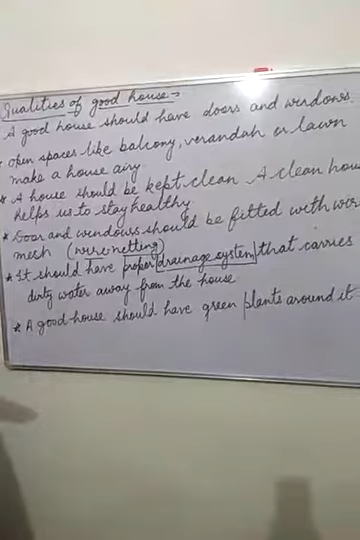 Qualities of good house:-
A good house should have doors and windows
* open spaces like balcony, verandah or lawn
make a house airy.
* A house should be kept clean A clean hou
helps us to stay healthy
* Door and windows should be fitted with wir
mesh (wire netting)
* It should have proper drainage system that carries
dirty water away from the house
* A good house should have green plants around it